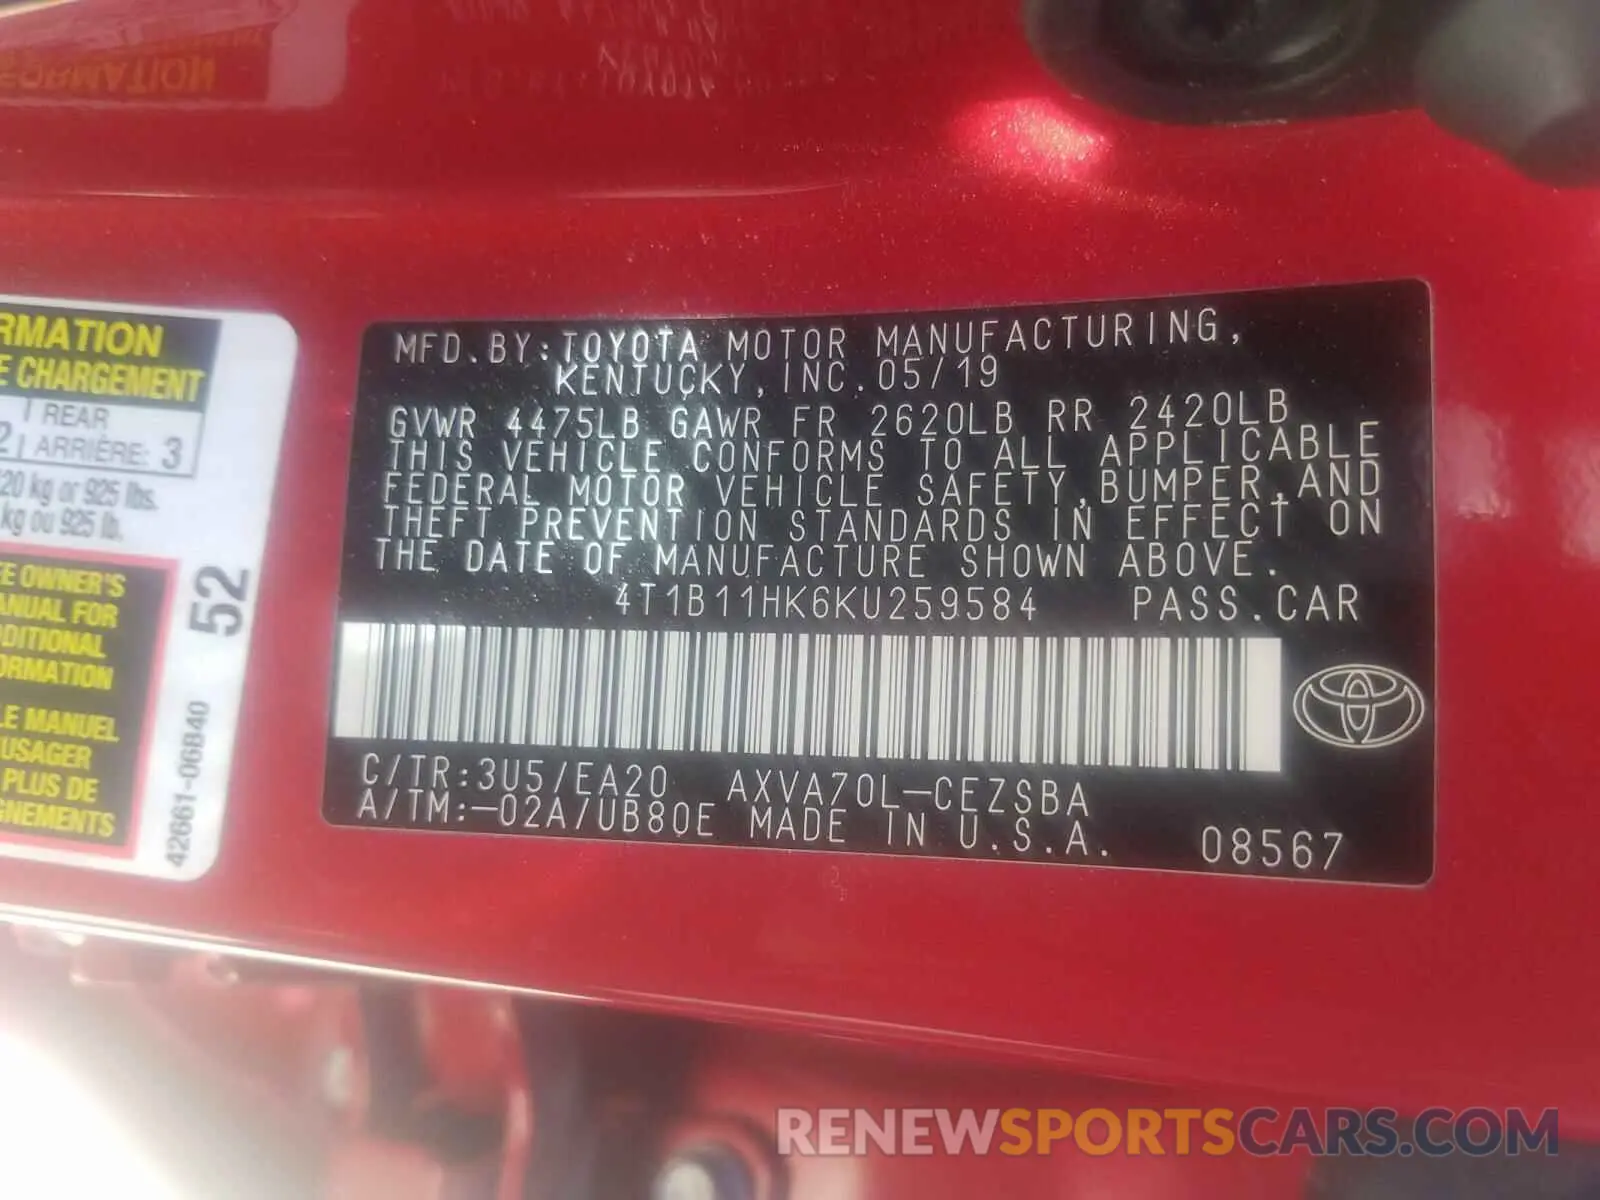 FORMATION
RMATION
E CHARGEMENT
REAR
2 ARRIÈRE: 3
20 kg or 925 lbs.
kg ou 925 lb.
EE OWNER'S
ANUAL FOR
DDITIONAL
ORMATION
LE MANUEL
USAGER
PLUS DE
GNEMENTS
52
42661-06B40
MFD.BY:TOYOTA MOTOR MANUFACTURING,
KENTUCKY,INC.05/19
GVWR 4475LB GAWR FR 2620LB RR 2420LB
THIS VEHICLE CONFORMS TO ALL APPLICABLE
FEDERAL MOTOR VEHICLE SAFETY,BUMPER,AND
THEFT PREVENTION STANDARDS IN EFFECT ON
THE DATE OF MANUFACTURE SHOWN ABOVE.
4T1B11HK6KU259584 PASS.CAR
C/TR:3U5/EA20 AXVA70L-CEZSBA
A/TM:-02A/UB80E MADE IN U.S.A. 08567
RENEWSPORTSCARS.COM